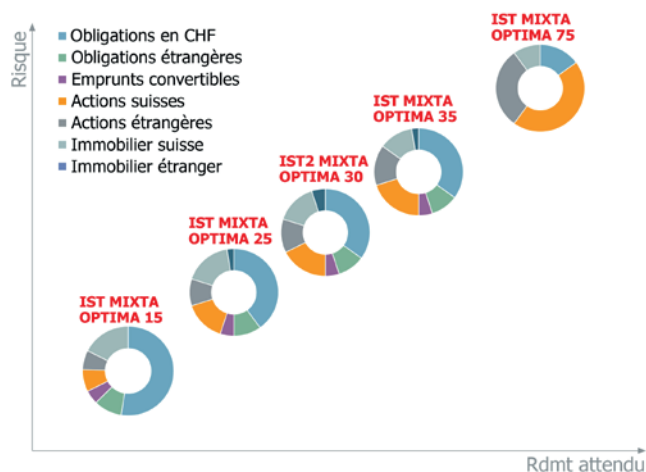 IST MIXTA
OPTIMA 75
Risque
Obligations en CHF
Obligations étrangères
Emprunts convertibles
Actions suisses
Actions étrangères
Immobilier suisse
Immobilier étranger
IST MIXTA
OPTIMA 35
IST2 MIXTA
OPTIMA 30
IST MIXTA
OPTIMA 25
IST MIXTA
OPTIMA 15
Rdmt attendu